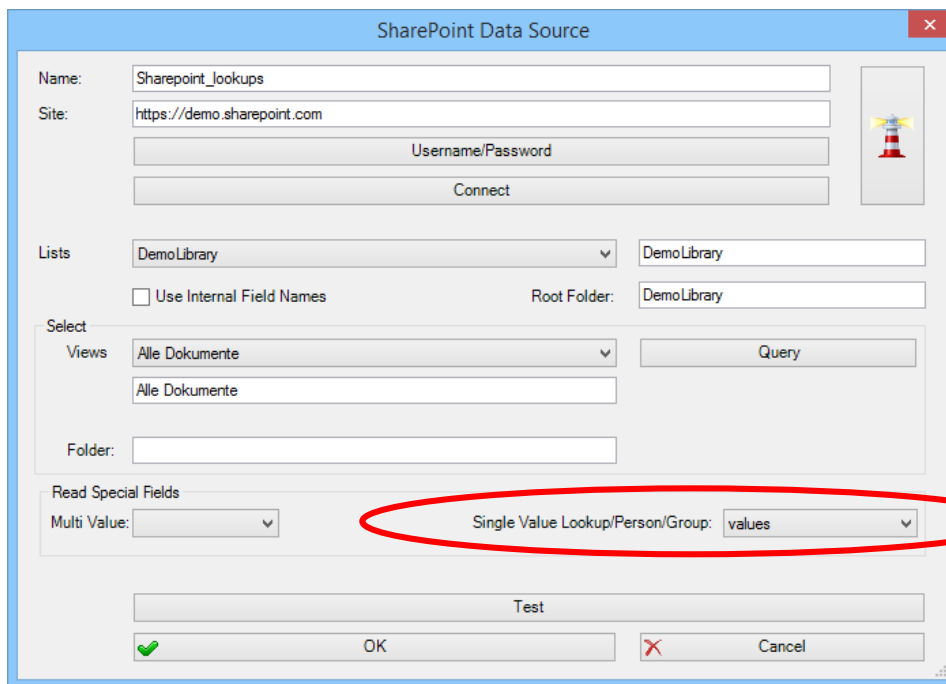 SharePoint Data Source
Name: Sharepoint_lookups
Site: https://demo.sharepoint.com
Username/Password
Connect
Lists DemoLibrary DemoLibrary
Use Internal Field Names Root Folder: DemoLibrary
Select
Views Alle Dokumente Query
Alle Dokumente
Folder:
Read Special Fields
Multi Value: Single Value Lookup/Person/Group: values
Test
OK Cancel